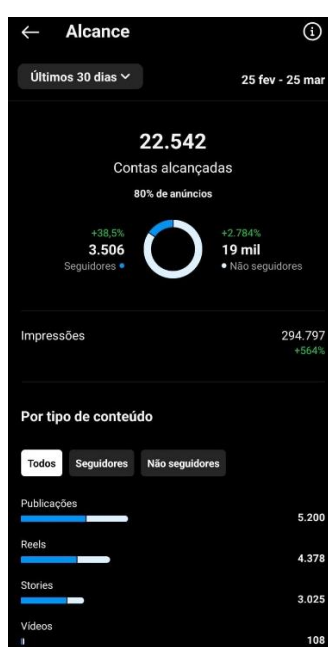 Alcance
Últimos 30 dias
25 fev - 25 mar
22.542
Contas alcançadas
80% de anúncios
+38,5%
3.506
Seguidores
+2.784%
19 mil
Não seguidores
Impressões
294.797
+564%
Por tipo de conteúdo
Todos
Seguidores
Não seguidores
Publicações
5.200
Reels
4.378
Stories
3.025
Vídeos
108